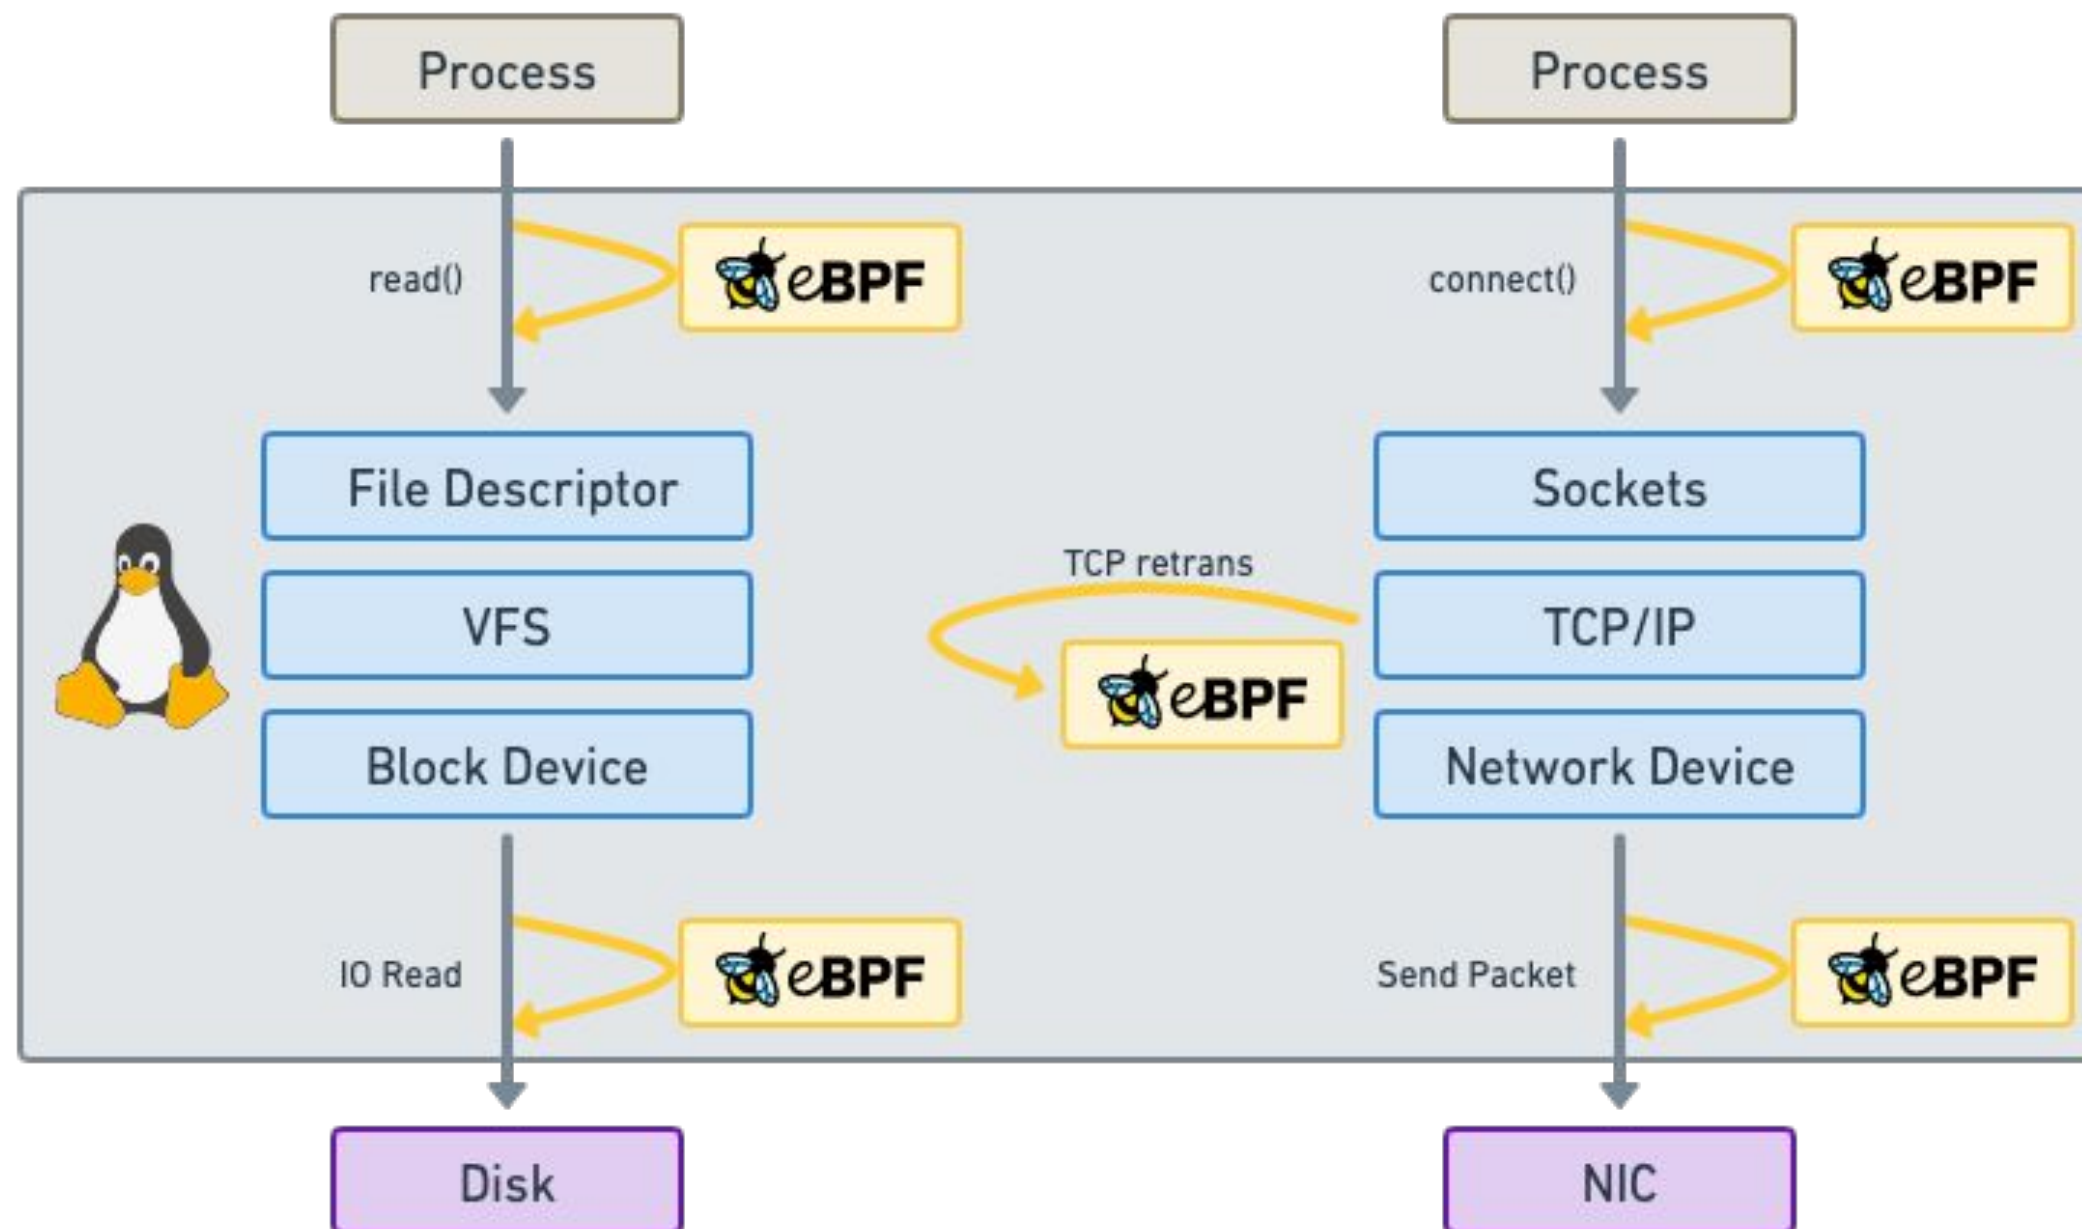 Process
Process
read()
eBPF
connect()
eBPF
File Descriptor
Sockets
TCP retrans
VFS
TCP/IP
eBPF
Block Device
Network Device
IO Read
eBPF
Send Packet
eBPF
Disk
NIC